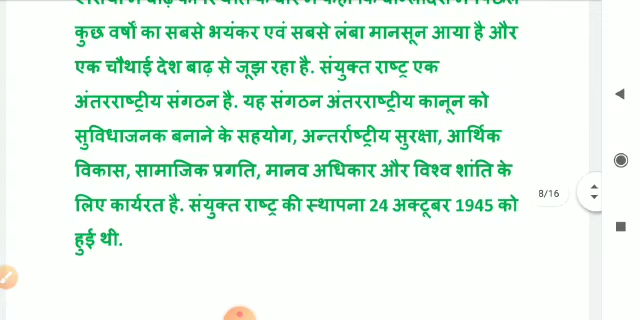 कुछ वर्षों का सबसे भयंकर एवं सबसे लंबा मानसून आया है और
एक चौथाई देश बाढ़ से जूझ रहा है. संयुक्त राष्ट्र एक
अंतरराष्ट्रीय संगठन है. यह संगठन अंतरराष्ट्रीय कानून को
सुविधाजनक बनाने के सहयोग, अन्तर्राष्ट्रीय सुरक्षा, आर्थिक
विकास, सामाजिक प्रगति, मानव अधिकार और विश्व शांति के
लिए कार्यरत है. संयुक्त राष्ट्र की स्थापना 24 अक्टूबर 1945 को
हुई थी.
8/16